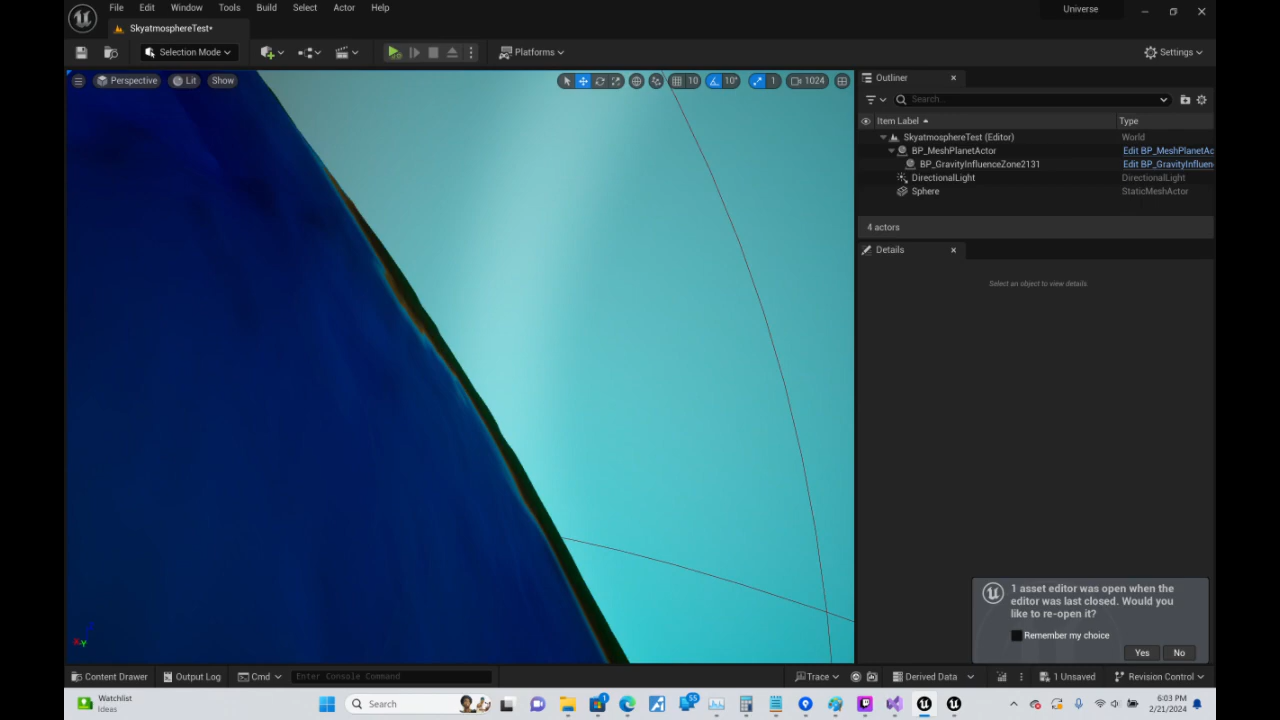 File Edit Window Tools Build Select Actor Help
Universe
SkyatmosphereTest*
Selection Mode
Platforms
Settings
Perspective Lit Show
10 10° 1 1024
Outliner
Search...
Item Label Type
SkyatmosphereTest (Editor) World
BP_MeshPlanetActor Edit BP_MeshPlanetAc
BP_GravityInfluenceZone2131 Edit BP_GravityInfluen
DirectionalLight DirectionalLight
Sphere StaticMeshActor
4 actors
Details
Select an object to view details.
1 asset editor was open when the
editor was last closed. Would you
like to re-open it?
Remember my choice
Yes No
X Y
Content Drawer Output Log Cmd Enter Console Command Trace Derived Data 1 Unsaved Revision Control
Watchlist
Ideas
Search
1
55
6:03 PM
2/21/2024